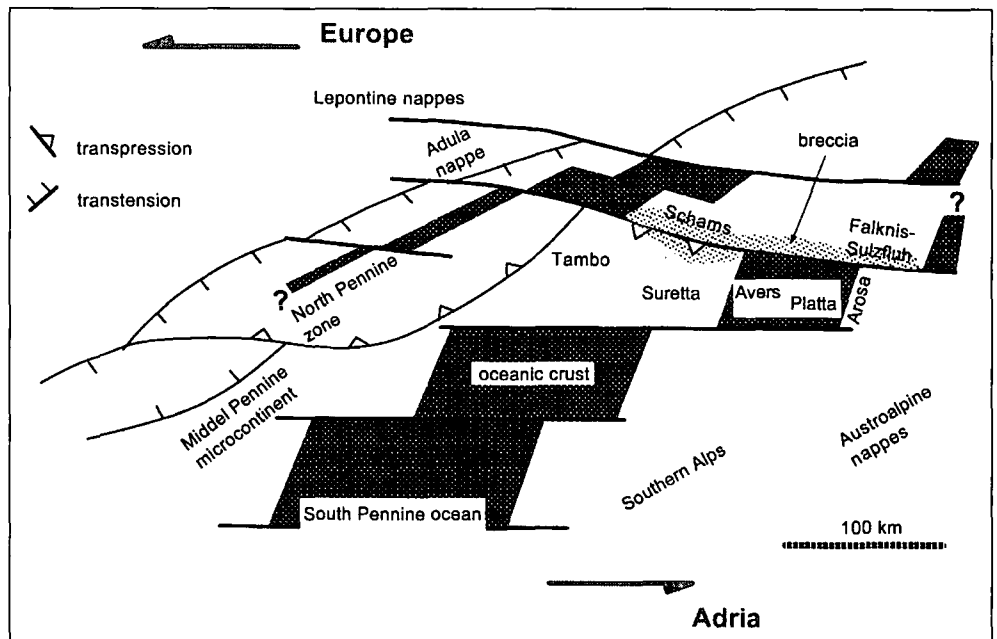 Europe
Lepontine nappes
transpression
transtension
Adula
nappe
breccia
?
Schams
Falknis-
Sulzfluh
Tambo
Suretta
Avers
Platta
Arosa
?
North Pennine
zone
oceanic crust
Middel Pennine
microcontinent
Southern Alps
Austroalpine
nappes
South Pennine ocean
100 km
Adria